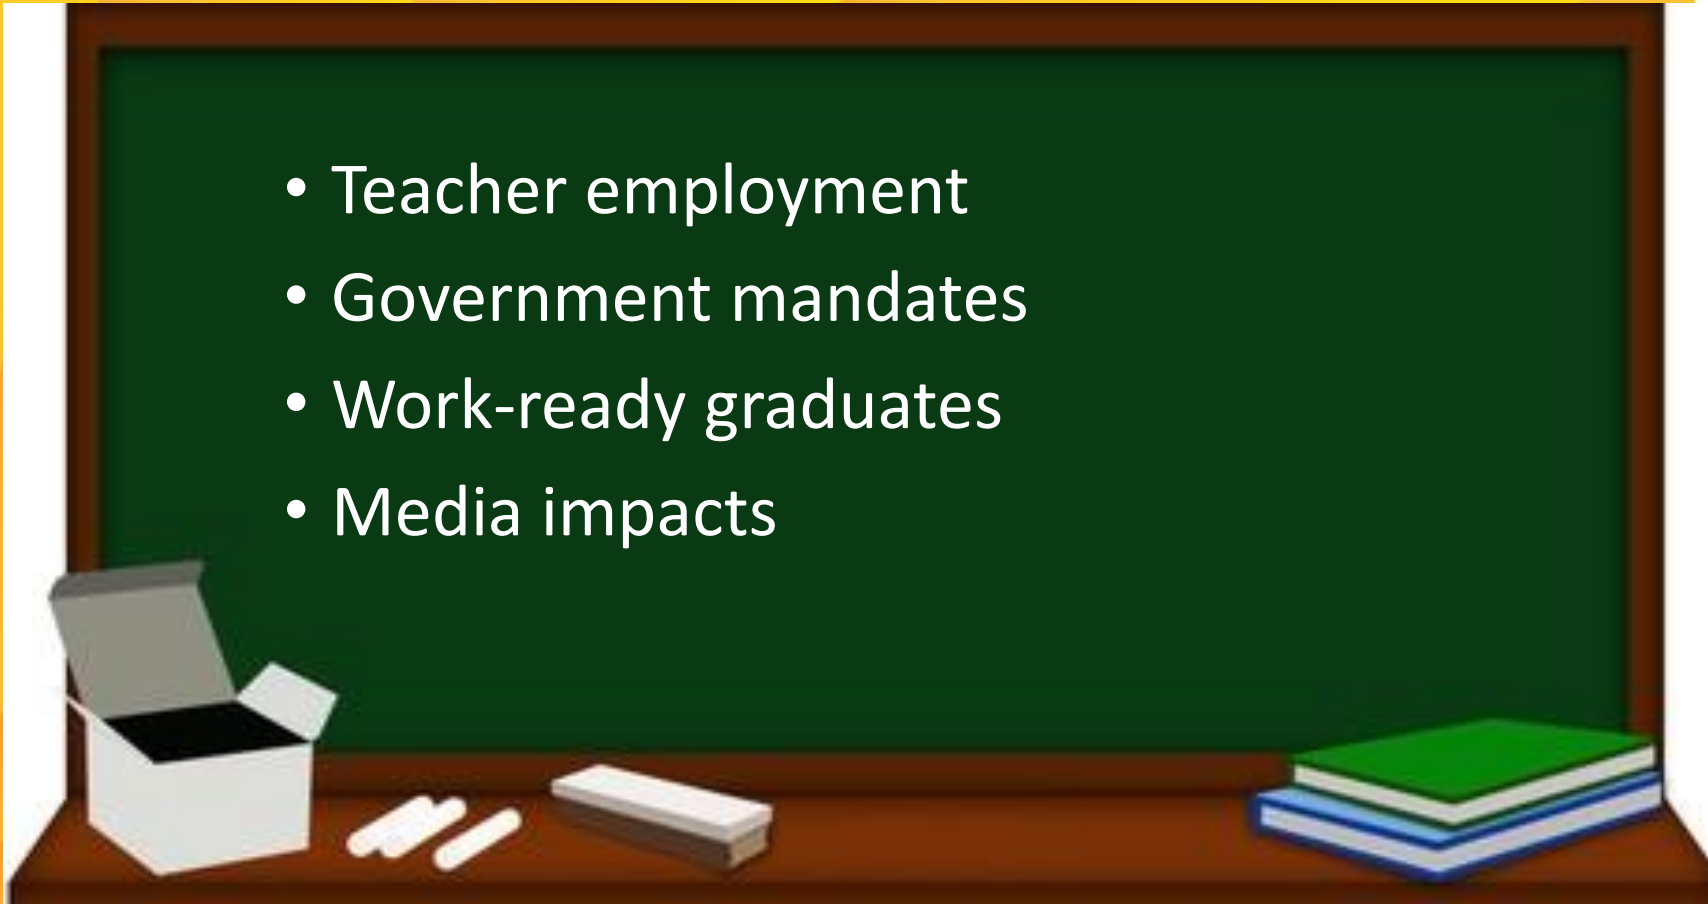 • Teacher employment
• Government mandates
• Work-ready graduates
• Media impacts